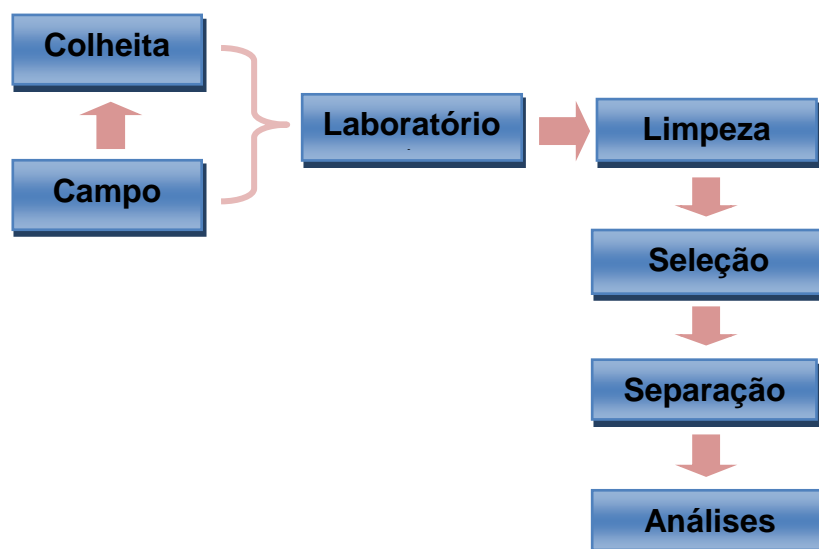 Colheita
Campo
Laboratório
Limpeza
Seleção
Separação
Análises